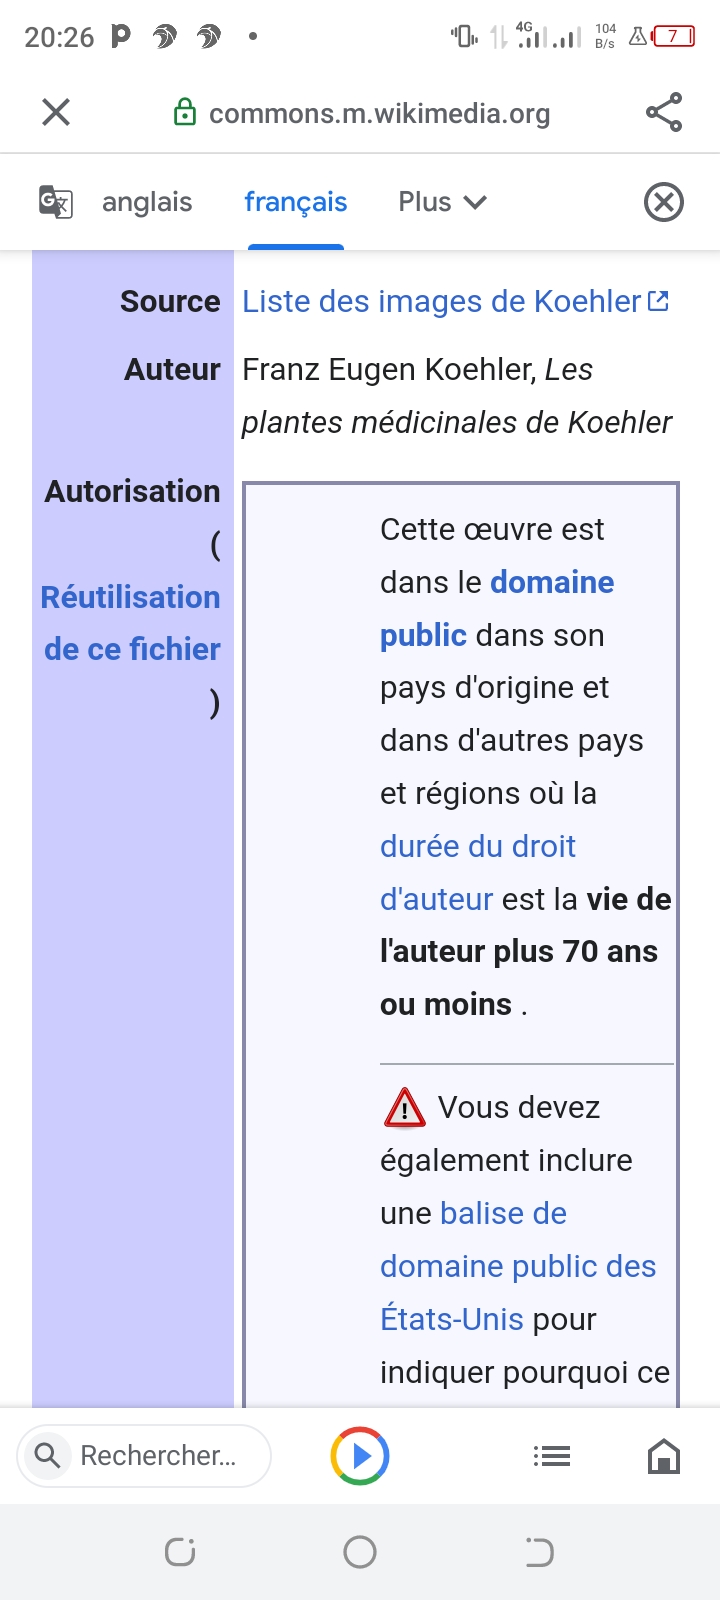 20:26
4G
104
B/s
7
commons.m.wikimedia.org
anglais
français
Plus
Source
Liste des images de Koehler
Auteur
Franz Eugen Koehler, Les
plantes médicinales de Koehler
Autorisation
(
Réutilisation
de ce fichier
)
Cette œuvre est
dans le domaine
public dans son
pays d'origine et
dans d'autres pays
et régions où la
durée du droit
d'auteur est la vie de
l'auteur plus 70 ans
ou moins .
Vous devez
également inclure
une balise de
domaine public des
États-Unis pour
indiquer pourquoi ce
Rechercher...